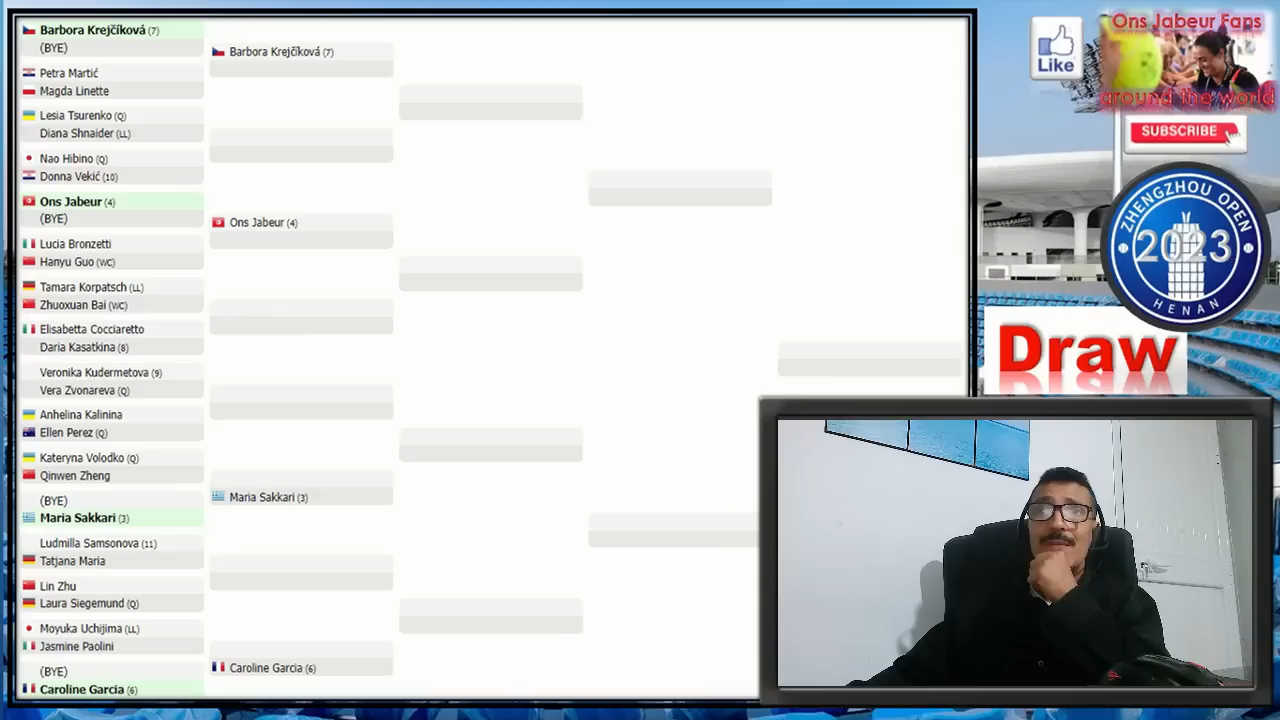 Barbora Krejčíková (7)
(BYE)
Petra Martić
Magda Linette
Lesia Tsurenko (Q)
Diana Shnaider (LL)
Nao Hibino (Q)
Donna Vekić (10)
Ons Jabeur (4)
(BYE)
Lucia Bronzetti
Hanyu Guo (WC)
Tamara Korpatsch (LL)
Zhuoxuan Bai (WC)
Elisabetta Cocciaretto
Daria Kasatkina (8)
Veronika Kudermetova (9)
Vera Zvonareva (Q)
Anhelina Kalinina
Ellen Perez (Q)
Kateryna Volodko (Q)
Qinwen Zheng
(BYE)
Maria Sakkari (3)
Ludmilla Samsonova (11)
Tatjana Maria
Lin Zhu
Laura Siegemund (Q)
Moyuka Uchijima (LL)
Jasmine Paolini
(BYE)
Caroline Garcia (6)
Barbora Krejčíková (7)
Ons Jabeur (4)
Maria Sakkari (3)
Caroline Garcia (6)
Like
Ons Jabeur Fans
around the world
SUBSCRIBE
ZHENGZHOU OPEN
2023
HENAN
Draw